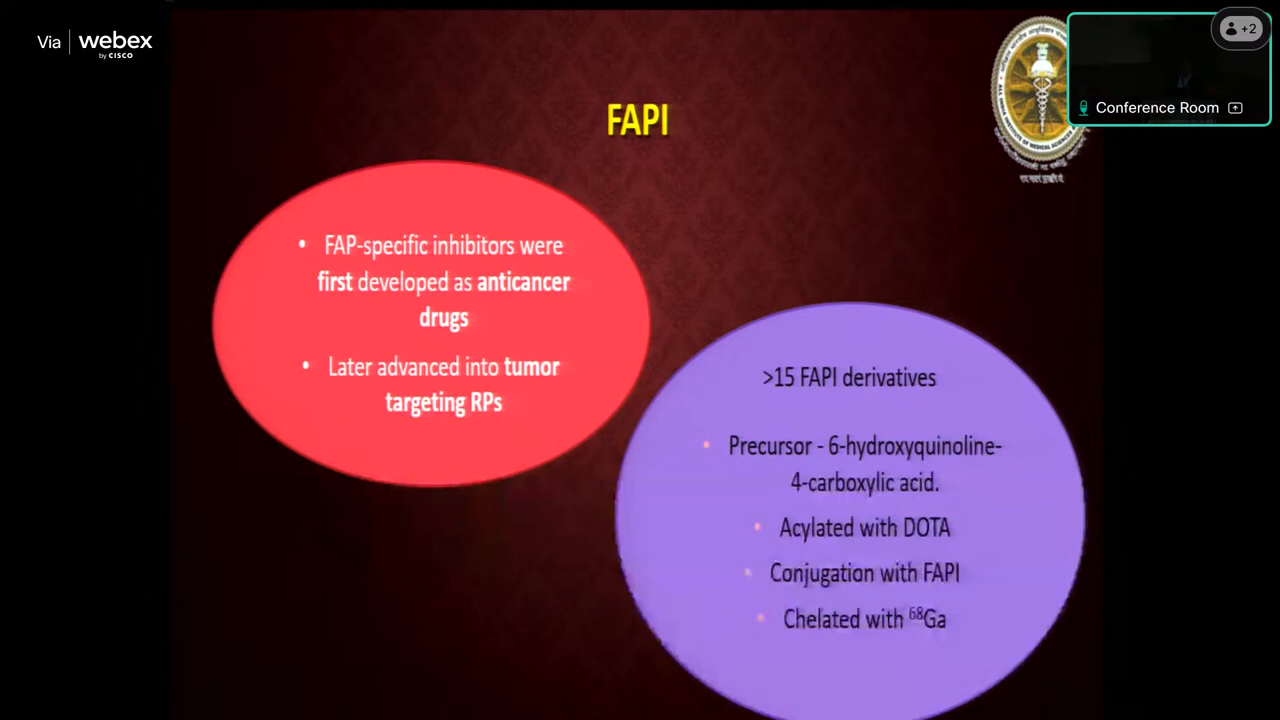 Via
webex
by CISCO
+2
Conference Room
FAPI
• FAP-specific inhibitors were
first developed as anticancer
drugs
• Later advanced into tumor
targeting RPs
>15 FAPI derivatives
• Precursor - 6-hydroxyquinoline-
4-carboxylic acid.
• Acylated with DOTA
• Conjugation with FAPI
• Chelated with ⁶⁸Ga